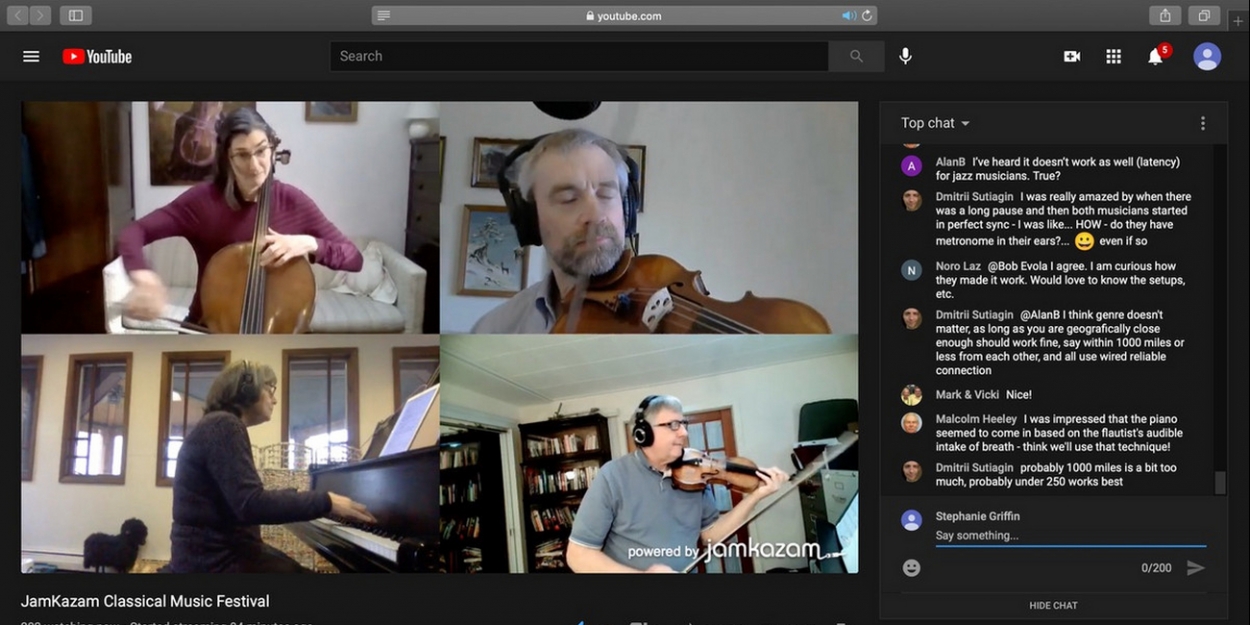 youtube.com
YouTube
Search
5
Top chat
A
AlanB I've heard it doesn't work as well (latency)
for jazz musicians. True?
Dmitrii Sutiagin I was really amazed by when there
was a long pause and then both musicians started
in perfect sync - I was like... HOW - do they have
metronome in their ears?... 😀 even if so
N
Noro Laz @Bob Evola I agree. I am curious how
they made it work. Would love to know the setups,
etc.
Dmitrii Sutiagin @AlanB I think genre doesn't
matter, as long as you are geografically close
enough should work fine, say within 1000 miles or
less from each other, and all use wired reliable
connection
Mark & Vicki Nice!
Malcolm Heeley I was impressed that the piano
seemed to come in based on the flautist's audible
intake of breath - think we'll use that technique!
Dmitrii Sutiagin probably 1000 miles is a bit too
much, probably under 250 works best
Stephanie Griffin
Say something...
0/200
HIDE CHAT
powered by jamkazam
JamKazam Classical Music Festival